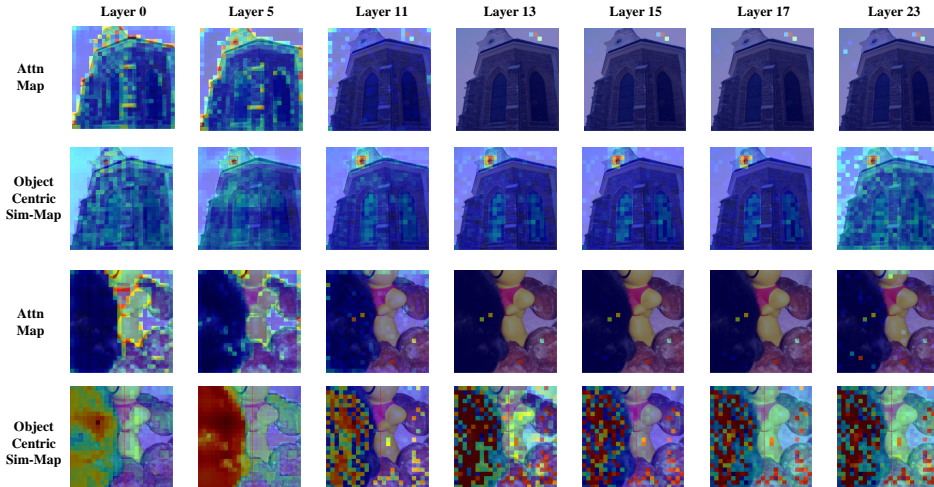 Layer 0 Layer 5 Layer 11 Layer 13 Layer 15 Layer 17 Layer 23
Attn
Map
Object
Centric
Sim-Map
Attn
Map
Object
Centric
Sim-Map